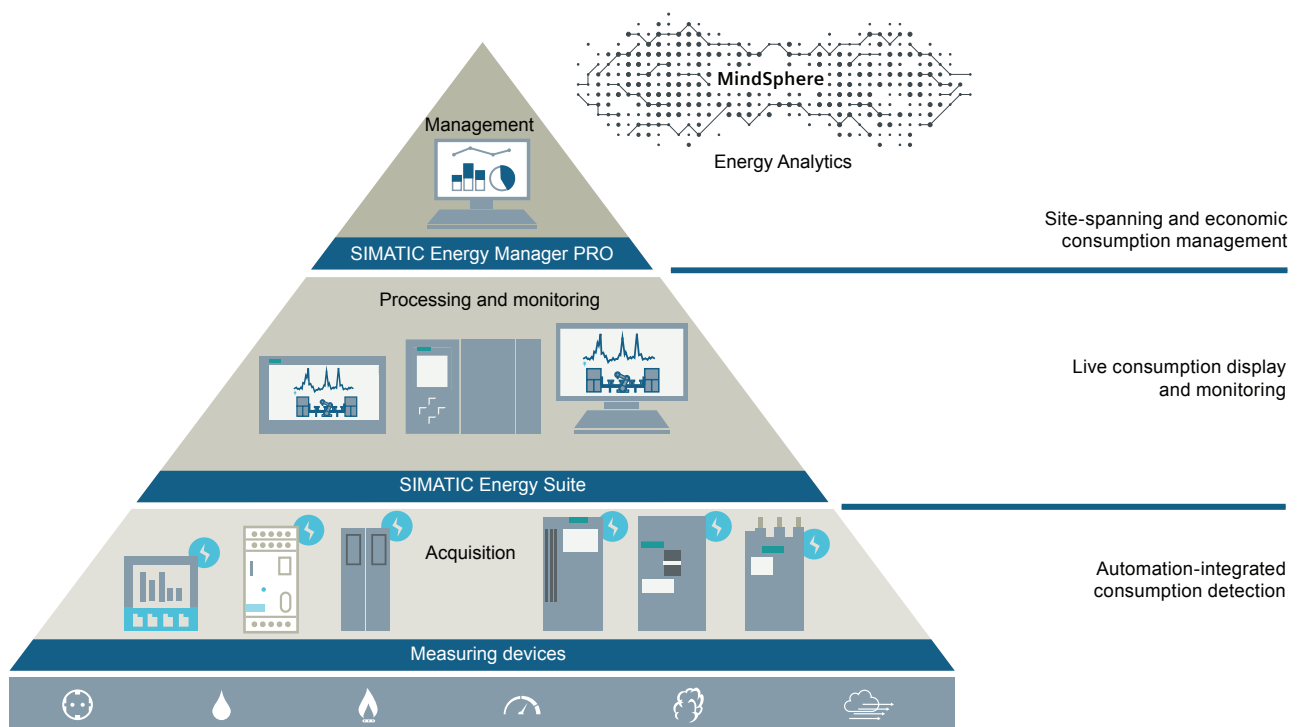 MindSphere
Energy Analytics
Management
SIMATIC Energy Manager PRO
Site-spanning and economic
consumption management
Processing and monitoring
Live consumption display
and monitoring
SIMATIC Energy Suite
Acquisition
Automation-integrated
consumption detection
Measuring devices